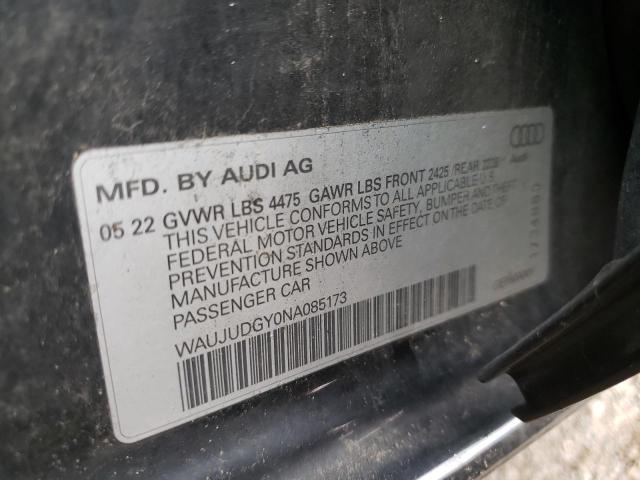 MFD. BY AUDI AG
05 22 GVWR LBS 4475 GAWR LBS FRONT 2425 /REAR
THIS VEHICLE CONFORMS TO ALL APPLICABLE U.S.
FEDERAL MOTOR VEHICLE SAFETY, BUMPER AND THEFT
PREVENTION STANDARDS IN EFFECT ON THE DATE OF
MANUFACTURE SHOWN ABOVE
PASSENGER CAR
WAUJUDGY0NA085173
Audi